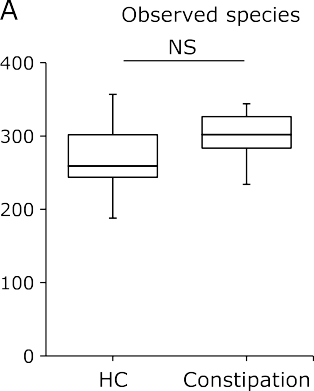 A
Observed species
NS
400
300
200
100
0
HC
Constipation